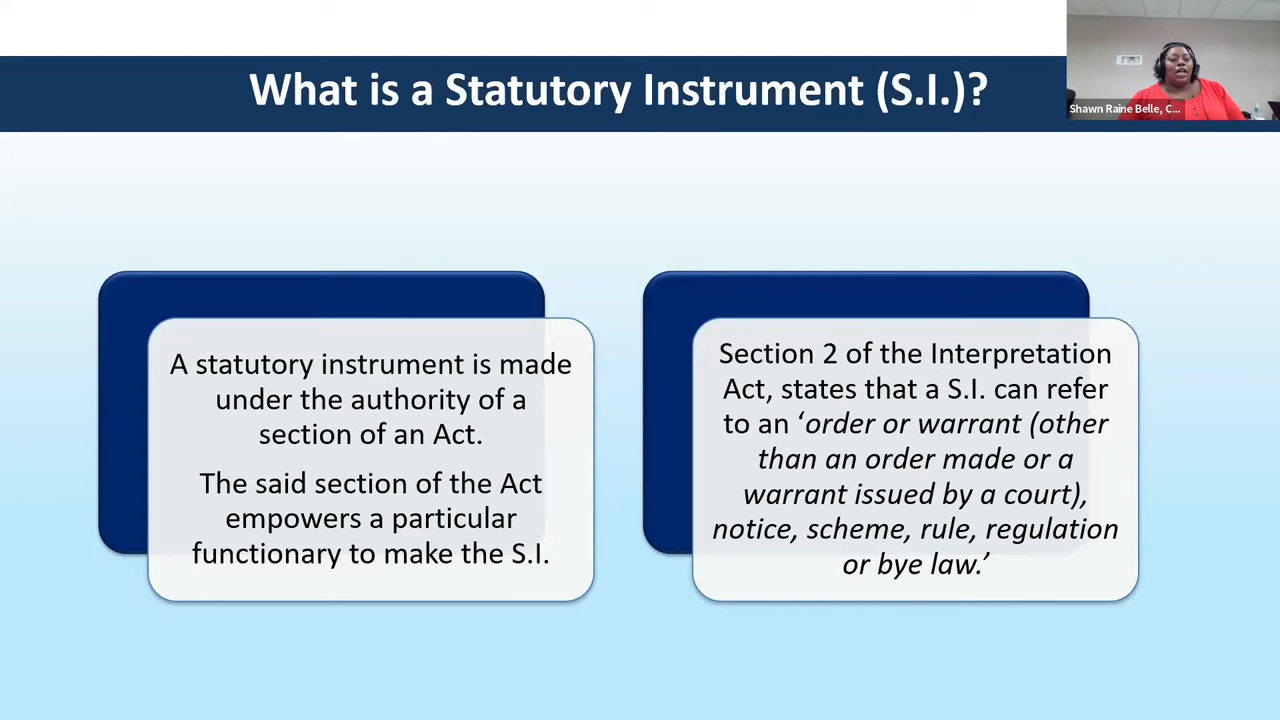 What is a Statutory Instrument (S.I.)?
Shawn Raine Belle, C...
A statutory instrument is made
under the authority of a
section of an Act.
The said section of the Act
empowers a particular
functionary to make the S.I.
Section 2 of the Interpretation
Act, states that a S.I. can refer
to an ‘order or warrant (other
than an order made or a
warrant issued by a court),
notice, scheme, rule, regulation
or bye law.’